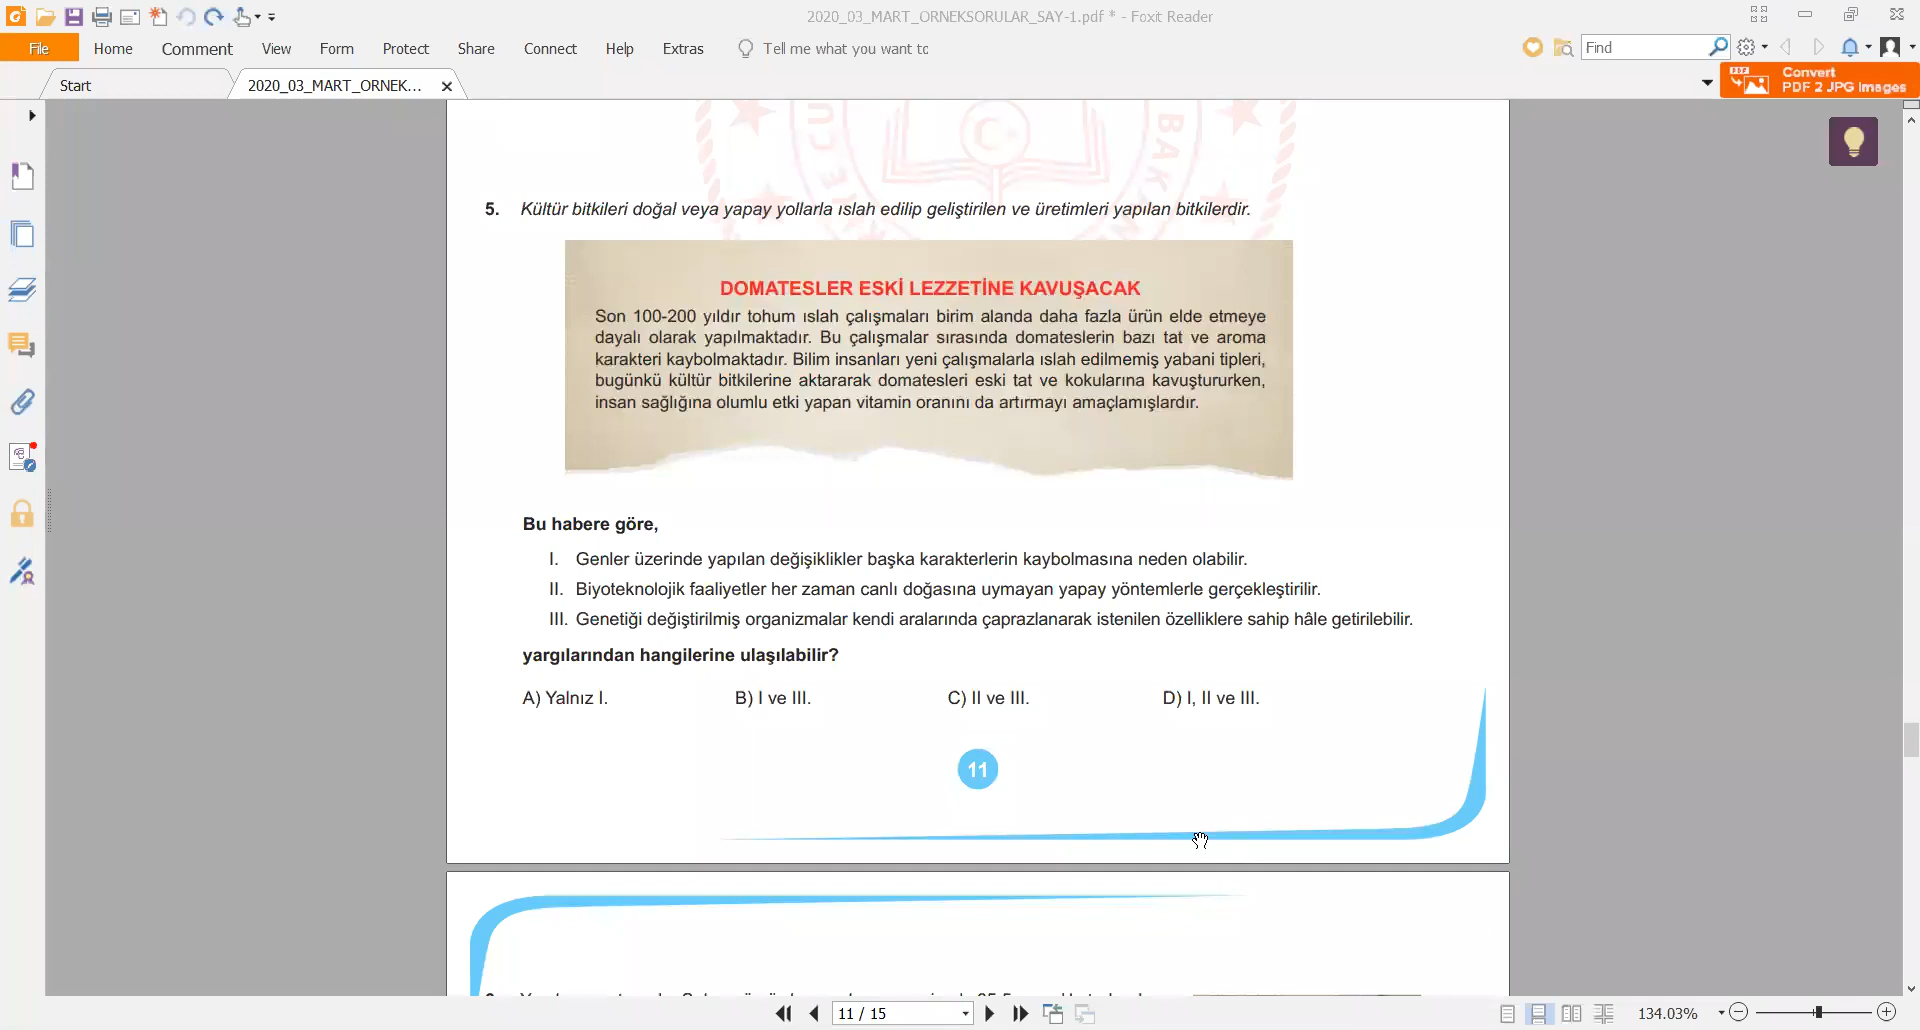 2020_03_MART_ORNEKSORULAR_SAY-1.pdf * - Foxit Reader
File Home Comment View Form Protect Share Connect Help Extras Tell me what you want to Find
Start 2020_03_MART_ORNEK...
PDF Convert
PDF 2 JPG Images
5. Kültür bitkileri doğal veya yapay yollarla ıslah edilip geliştirilen ve üretimleri yapılan bitkilerdir.
DOMATESLER ESKİ LEZZETİNE KAVUŞACAK
Son 100-200 yıldır tohum ıslah çalışmaları birim alanda daha fazla ürün elde etmeye
dayalı olarak yapılmaktadır. Bu çalışmalar sırasında domateslerin bazı tat ve aroma
karakteri kaybolmaktadır. Bilim insanları yeni çalışmalarla ıslah edilmemiş yabani tipleri,
bugünkü kültür bitkilerine aktararak domatesleri eski tat ve kokularına kavuştururken,
insan sağlığına olumlu etki yapan vitamin oranını da artırmayı amaçlamışlardır.
Bu habere göre,
I. Genler üzerinde yapılan değişiklikler başka karakterlerin kaybolmasına neden olabilir.
II. Biyoteknolojik faaliyetler her zaman canlı doğasına uymayan yapay yöntemlerle gerçekleştirilir.
III. Genetiği değiştirilmiş organizmalar kendi aralarında çaprazlanarak istenilen özelliklere sahip hâle getirilebilir.
yargılarından hangilerine ulaşılabilir?
A) Yalnız I. B) I ve III. C) II ve III. D) I, II ve III.
11
11 / 15 134.03%